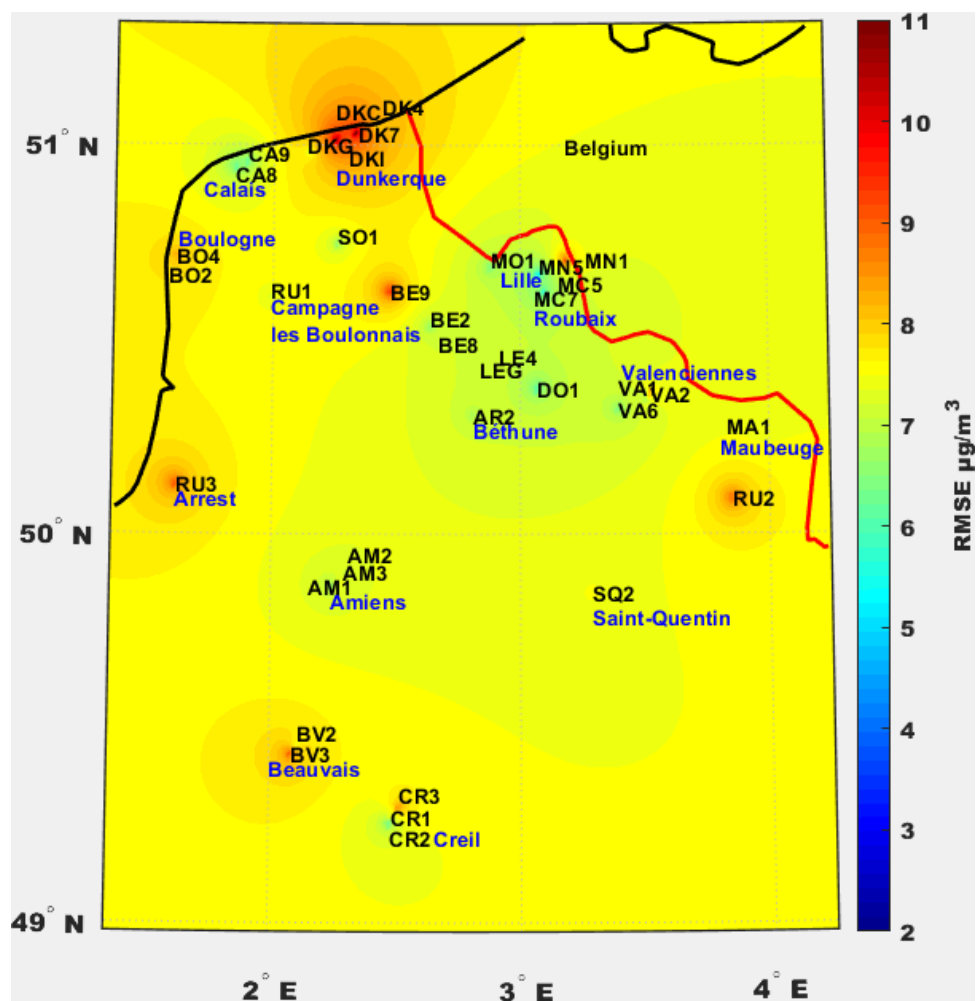 11
10
9
8
7
6
5
4
3
2
RMSE µg/m³
51° N
50° N
49° N
2° E
3° E
4° E
DKC
DK4
DKG
DK7
DKI
Dunkerque
Belgium
CA9
CA8
Calais
Boulogne
SO1
BO4
BO2
RU1
Campagne
les Boulonnais
BE9
MO1
MN5
MN1
Lille
MC5
MC7
Roubaix
BE2
BE8
LE4
LEG
DO1
Valenciennes
VA1
VA2
VA6
AR2
Béthune
MA1
Maubeuge
RU3
Arrest
RU2
AM2
AM3
AM1
Amiens
SQ2
Saint-Quentin
BV2
BV3
Beauvais
CR3
CR1
CR2 Creil